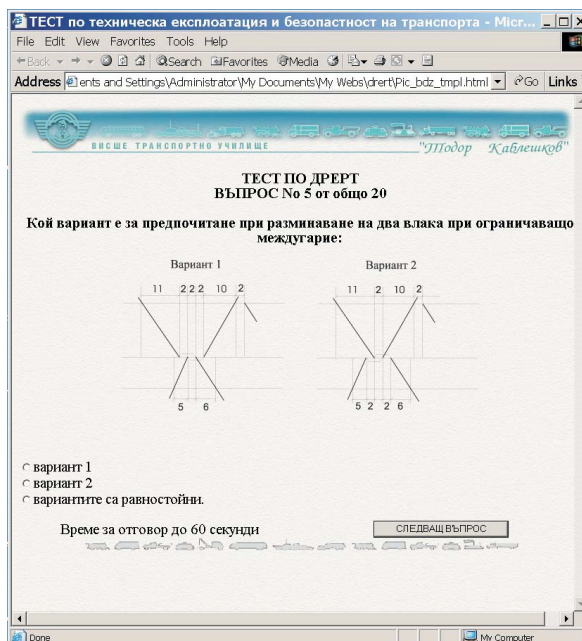 ТЕСТ по техническа експлоатация и безопастност на транспорта - Micr...
File Edit View Favorites Tools Help
Back Search Favorites Media
Address ents and Settings\Administrator\My Documents\My Webs\drert\Pic_bdz_tmpl.html Go Links
ВИСШЕ ТРАНСПОРТНО УЧИЛИЩЕ "Тодор Каблешков"
ТЕСТ ПО ДРЕРТ
ВЪПРОС No 5 от общо 20
Кой вариант е за предпочитане при разминаване на два влака при ограничаващо
междугарие:
Вариант 1 Вариант 2
11 2 2 2 10 2 11 2 10 2
5 6 5 2 2 6
вариант 1
вариант 2
вариантите са равностойни.
Време за отговор до 60 секунди СЛЕДВАЩ ВЪПРОС
Done My Computer